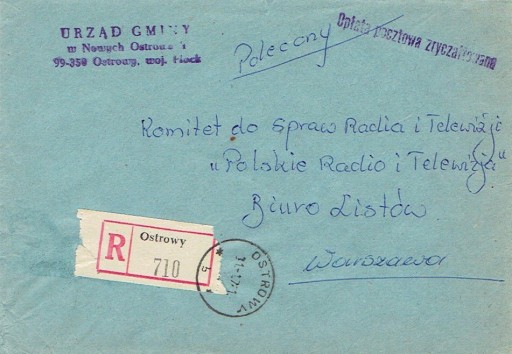 URZĄD GMINY
w Nowych Ostrowach
99-350 Ostrowy, woj. Płock
Polecony
Opłata pocztowa zryczałtowana
Komitet do Spraw Radia i Telewizji
"Polskie Radio i Telewizja"
Biuro Listów
Warszawa
R
Ostrowy
710
OSTROWY